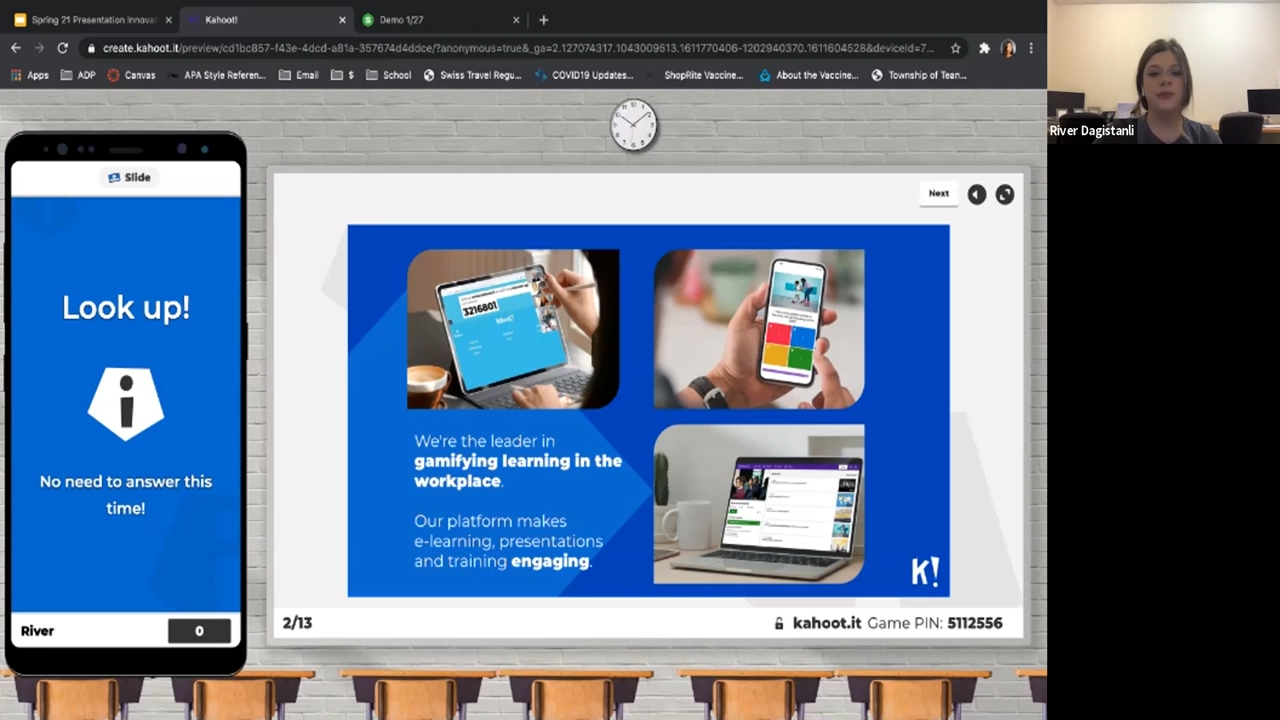 Spring 21 Presentation Innova
Kahoot!
Demo 1/27
create.kahoot.it/preview/cd1bc857-f43e-4dcd-a81a-357674d4ddce/?anonymous=true&_ga=2.127074317.1043009513.1611770406-1202940370.1611604528&deviceId=7...
Apps
ADP
Canvas
APA Style Referen...
Email
$
School
Swiss Travel Regu...
COVID19 Updates...
ShopRite Vaccine...
About the Vaccine...
Township of Tean...
River Dagistanli
Slide
Look up!
No need to answer this
time!
River
0
Next
3216801
We're the leader in
gamifying learning in the
workplace.
Our platform makes
e-learning, presentations
and training engaging.
K!
2/13
kahoot.it Game PIN: 5112556